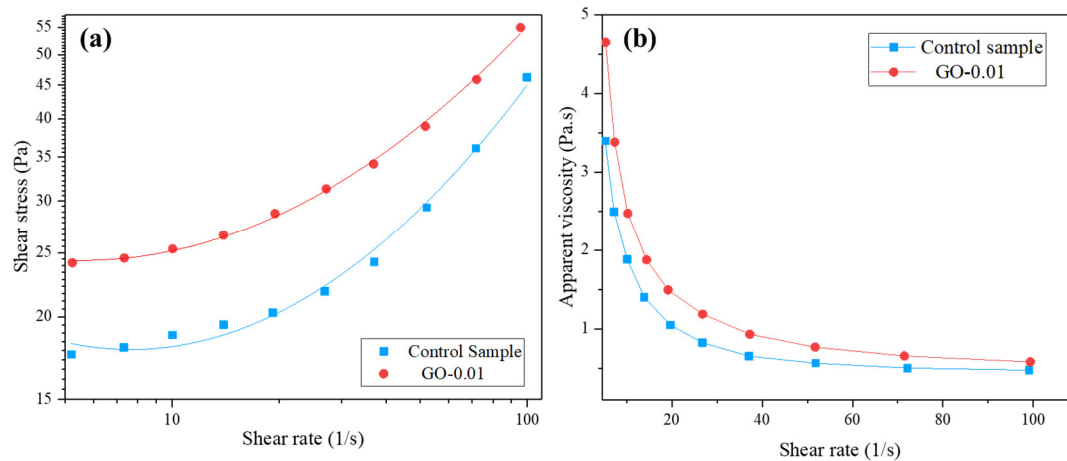 (a)
55
50
45
40
35
30
25
20
15
10
100
Shear stress (Pa)
Shear rate (1/s)
Control Sample
GO-0.01
(b)
5
4
3
2
1
20
40
60
80
100
Apparent viscosity (Pa.s)
Shear rate (1/s)
Control sample
GO-0.01